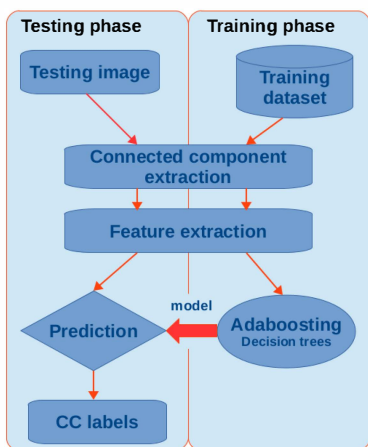 Testing phase
Training phase
Testing image
Training
dataset
Connected component
extraction
Feature extraction
model
Prediction
Adaboosting
Decision trees
CC labels